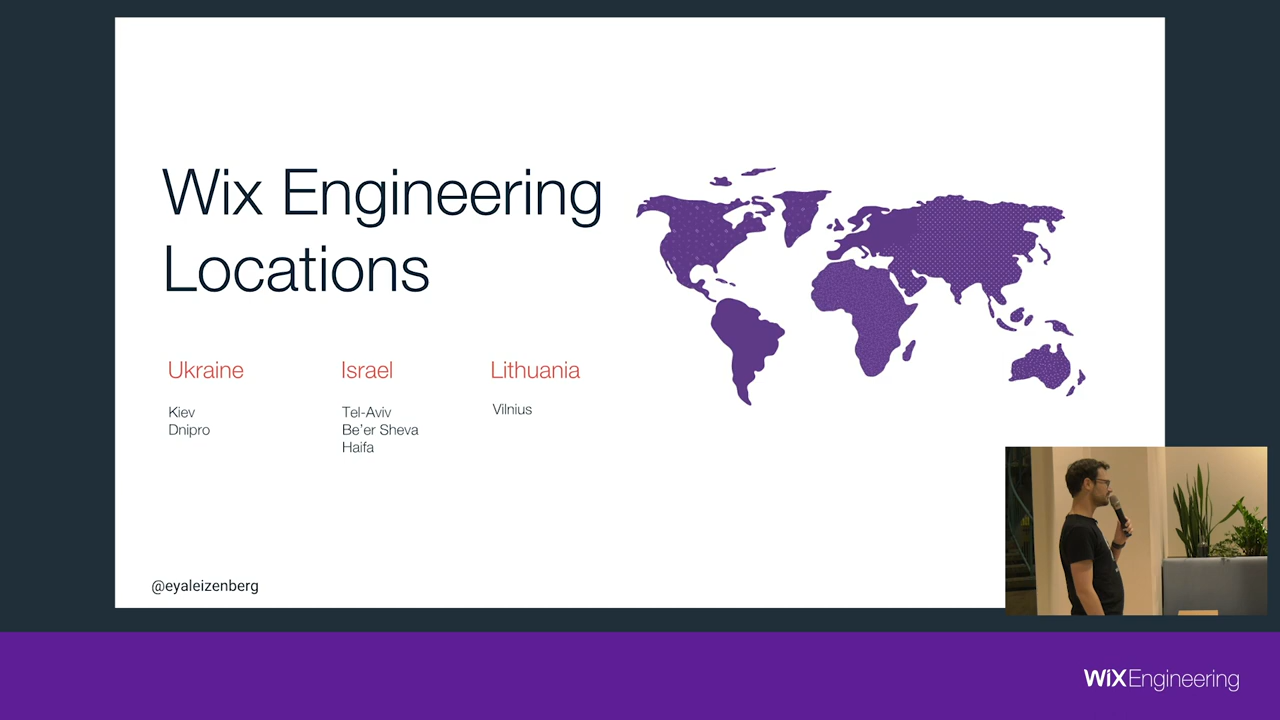 Wix Engineering
Locations
Ukraine
Kiev
Dnipro
Israel
Tel-Aviv
Be'er Sheva
Haifa
Lithuania
Vilnius
@eyaleizenberg
WiXEngineering